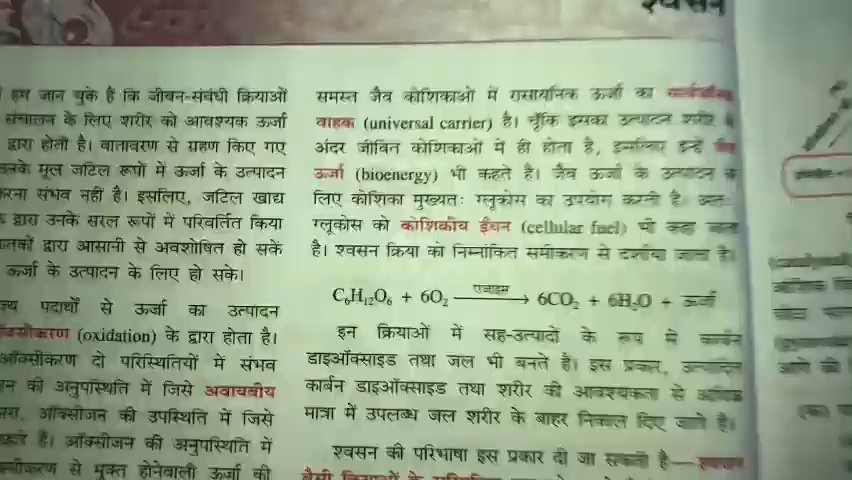 श्वसन
हम जान चुके हैं कि जीवन-संबंधी क्रियाओं
संचालन के लिए शरीर को आवश्यक ऊर्जा
द्वारा होती है। वातावरण से ग्रहण किए गए
उनके मूल जटिल रूपों में ऊर्जा के उत्पादन
करना संभव नहीं है। इसलिए, जटिल खाद्य
के द्वारा उनके सरल रूपों में परिवर्तित किया
द्वारा आसानी से अवशोषित हो सकें
ऊर्जा के उत्पादन के लिए हो सके।
पदार्थों से ऊर्जा का उत्पादन
(oxidation) के द्वारा होता है।
ऑक्सीकरण दो परिस्थितियों में संभव
की अनुपस्थिति में जिसे अवायवीय
ऑक्सीजन की उपस्थिति में जिसे
हैं। ऑक्सीजन की अनुपस्थिति में
से मुक्त होनेवाली ऊर्जा की
समस्त जैव कोशिकाओं में रासायनिक ऊर्जा का
वाहक (universal carrier) है। चूँकि इसका उत्पादन शरीर के
अंदर जीवित कोशिकाओं में ही होता है, इसलिए इन्हें जैव
ऊर्जा (bioenergy) भी कहते हैं। जैव ऊर्जा के उत्पादन के
लिए कोशिका मुख्यतः ग्लूकोस का उपयोग करती है। अतः
ग्लूकोस को कोशिकीय ईंधन (cellular fuel) भी कहा जाता
है। श्वसन क्रिया को निम्नांकित समीकरण से दर्शाया जाता है।
C₆H₁₂O₆ + 6O₂ —एंजाइम→ 6CO₂ + 6H₂O + ऊर्जा
इन क्रियाओं में सह-उत्पादों के रूप में कार्बन
डाइऑक्साइड तथा जल भी बनते हैं। इस प्रकार, उत्पादित
कार्बन डाइऑक्साइड तथा शरीर की आवश्यकता से अधिक
मात्रा में उपलब्ध जल शरीर के बाहर निकाल दिए जाते हैं।
श्वसन की परिभाषा इस प्रकार दी जा सकती है—श्वसन